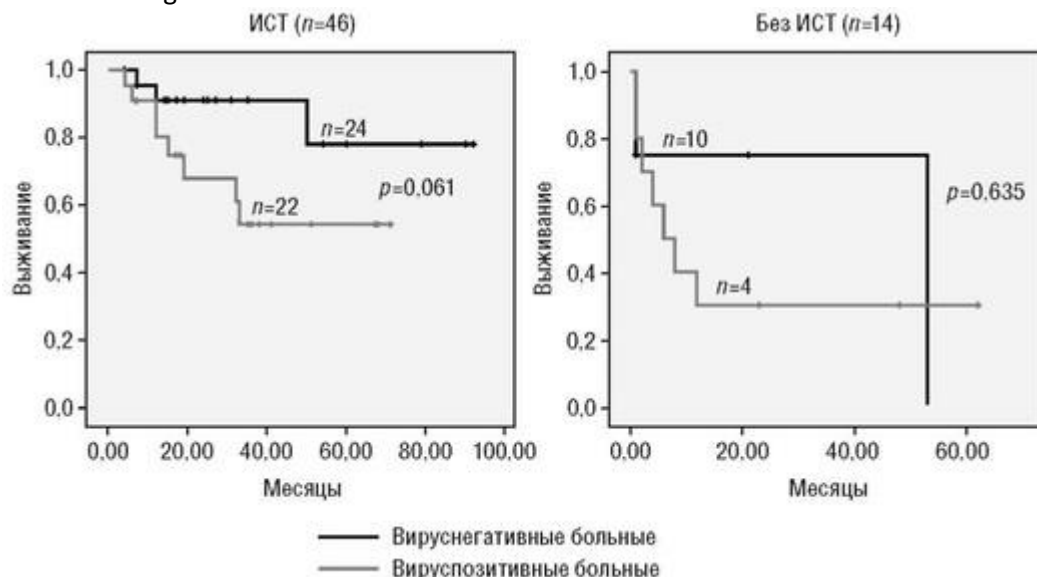 ИСТ (n=46)
Без ИСТ (n=14)
Выживание
1,0
0,8
0,6
0,4
0,2
0,0
n=24
p=0,061
n=22
0,00 20,00 40,00 60,00 80,00 100,00
Месяцы
Выживание
1,0
0,8
0,6
0,4
0,2
0,0
n=10
p=0,635
n=4
0,00 20,00 40,00 60,00
Месяцы
Вируснегативные больные
Вируспозитивные больные